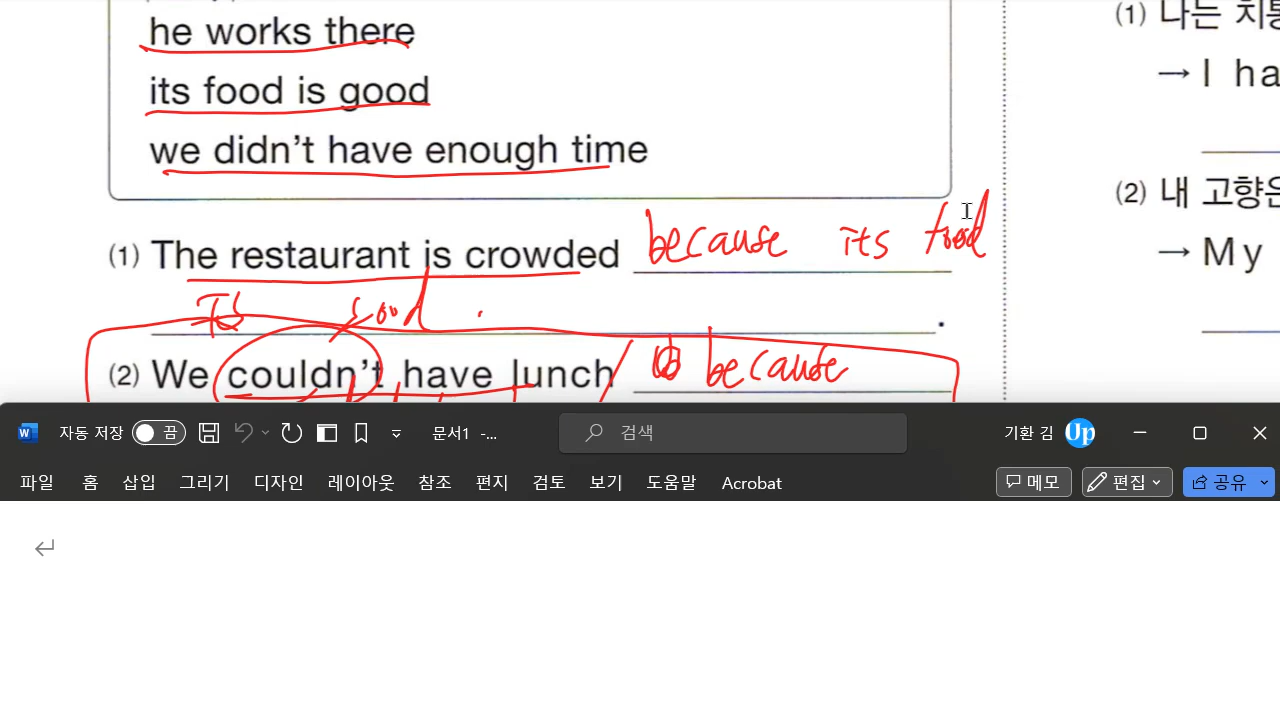 he works there
its food is good
we didn't have enough time
(1) The restaurant is crowded because its food
is good .
(2) We couldn't have lunch because
(1) 나는 치통
→ I ha
(2) 내 고향은
→ My
자동 저장 끔 문서1 -... 검색 기환 김 Up
파일 홈 삽입 그리기 디자인 레이아웃 참조 편지 검토 보기 도움말 Acrobat 메모 편집 공유